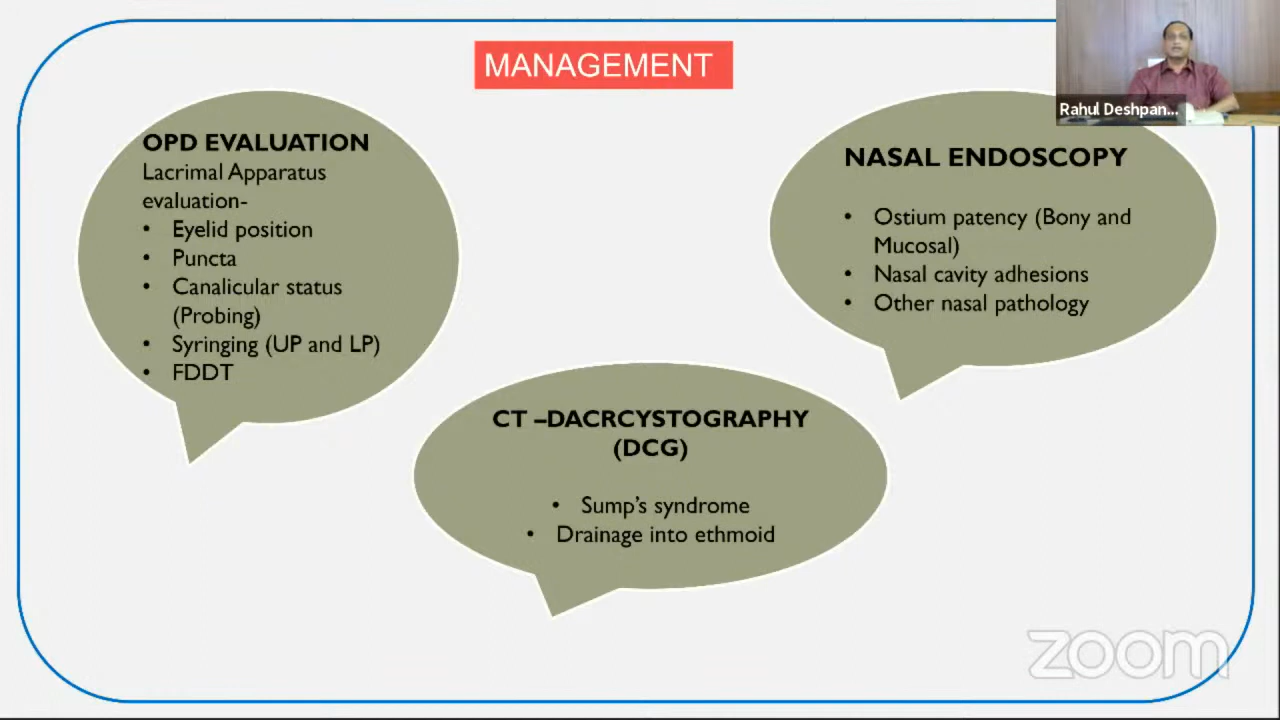 MANAGEMENT
Rahul Deshpan...
OPD EVALUATION
Lacrimal Apparatus
evaluation-
• Eyelid position
• Puncta
• Canalicular status
(Probing)
• Syringing (UP and LP)
• FDDT
NASAL ENDOSCOPY
• Ostium patency (Bony and
Mucosal)
• Nasal cavity adhesions
• Other nasal pathology
CT –DACRCYSTOGRAPHY
(DCG)
• Sump's syndrome
• Drainage into ethmoid
zoom